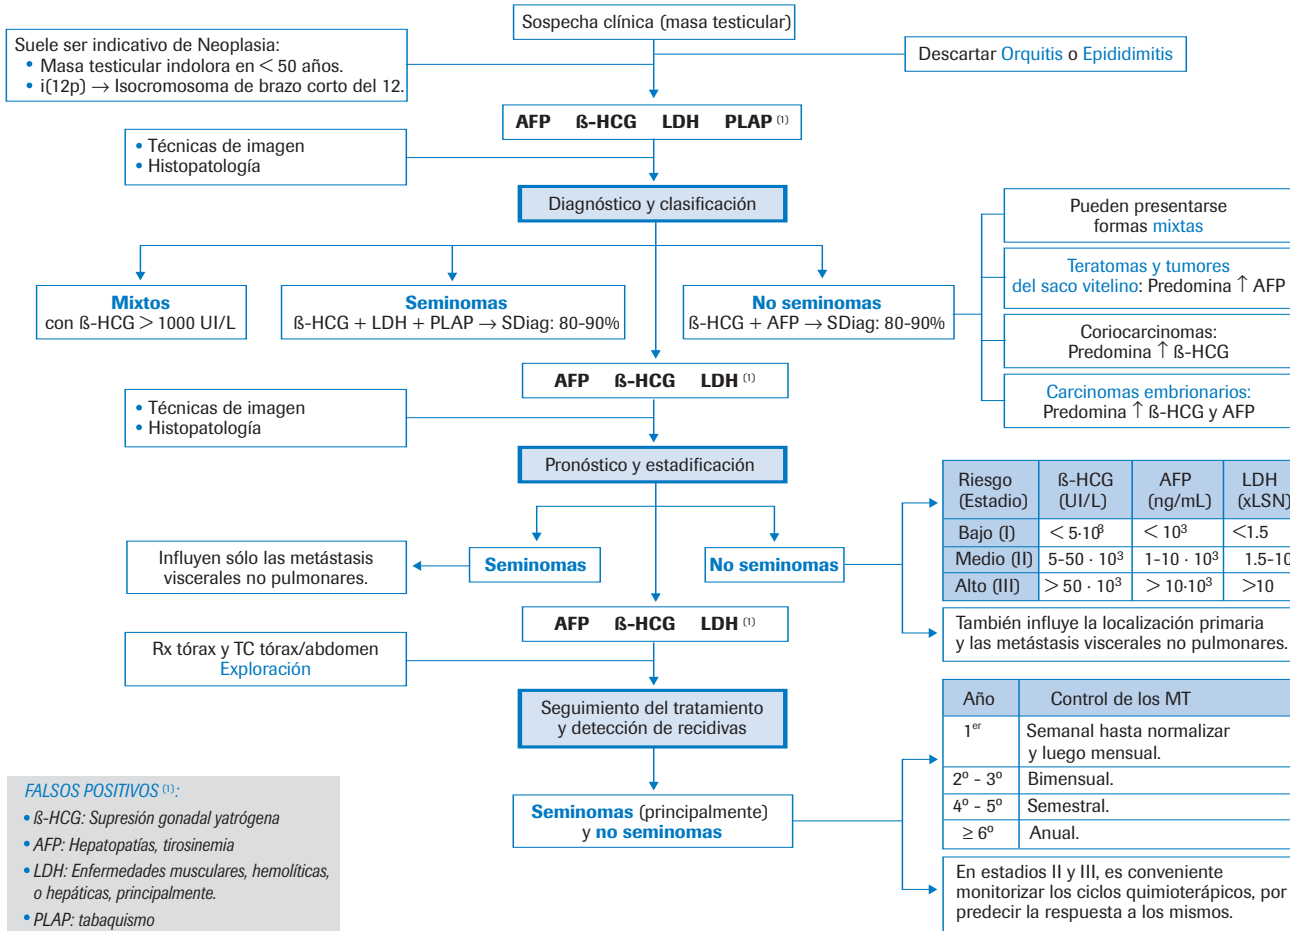 Sospecha clínica (masa testicular)
Suele ser indicativo de Neoplasia:
• Masa testicular indolora en < 50 años.
• i(12p) → Isocromosoma de brazo corto del 12.
Descartar Orquitis o Epididimitis
AFP ß-HCG LDH PLAP (1)
• Técnicas de imagen
• Histopatología
Diagnóstico y clasificación
Mixtos
con ß-HCG > 1000 UI/L
Seminomas
ß-HCG + LDH + PLAP → SDiag: 80-90%
No seminomas
ß-HCG + AFP → SDiag: 80-90%
Pueden presentarse
formas mixtas
Teratomas y tumores
del saco vitelino: Predomina ↑ AFP
Coriocarcinomas:
Predomina ↑ ß-HCG
Carcinomas embrionarios:
Predomina ↑ ß-HCG y AFP
AFP ß-HCG LDH (1)
• Técnicas de imagen
• Histopatología
Pronóstico y estadificación
Influyen sólo las metástasis
viscerales no pulmonares.
Seminomas
No seminomas
Riesgo ß-HCG AFP LDH
(Estadio) (UI/L) (ng/mL) (xLSN)
Bajo (I) < 5·10³ < 10³ <1.5
Medio (II) 5-50 · 10³ 1-10 · 10³ 1.5-10
Alto (III) > 50 · 10³ > 10·10³ >10
También influye la localización primaria
y las metástasis viscerales no pulmonares.
AFP ß-HCG LDH (1)
Rx tórax y TC tórax/abdomen
Exploración
Seguimiento del tratamiento
y detección de recidivas
Seminomas (principalmente)
y no seminomas
Año Control de los MT
1er Semanal hasta normalizar
y luego mensual.
2º - 3º Bimensual.
4º - 5º Semestral.
≥ 6º Anual.
En estadios II y III, es conveniente
monitorizar los ciclos quimioterápicos, por
predecir la respuesta a los mismos.
FALSOS POSITIVOS (1):
• ß-HCG: Supresión gonadal yatrógena
• AFP: Hepatopatías, tirosinemia
• LDH: Enfermedades musculares, hemolíticas,
o hepáticas, principalmente.
• PLAP: tabaquismo